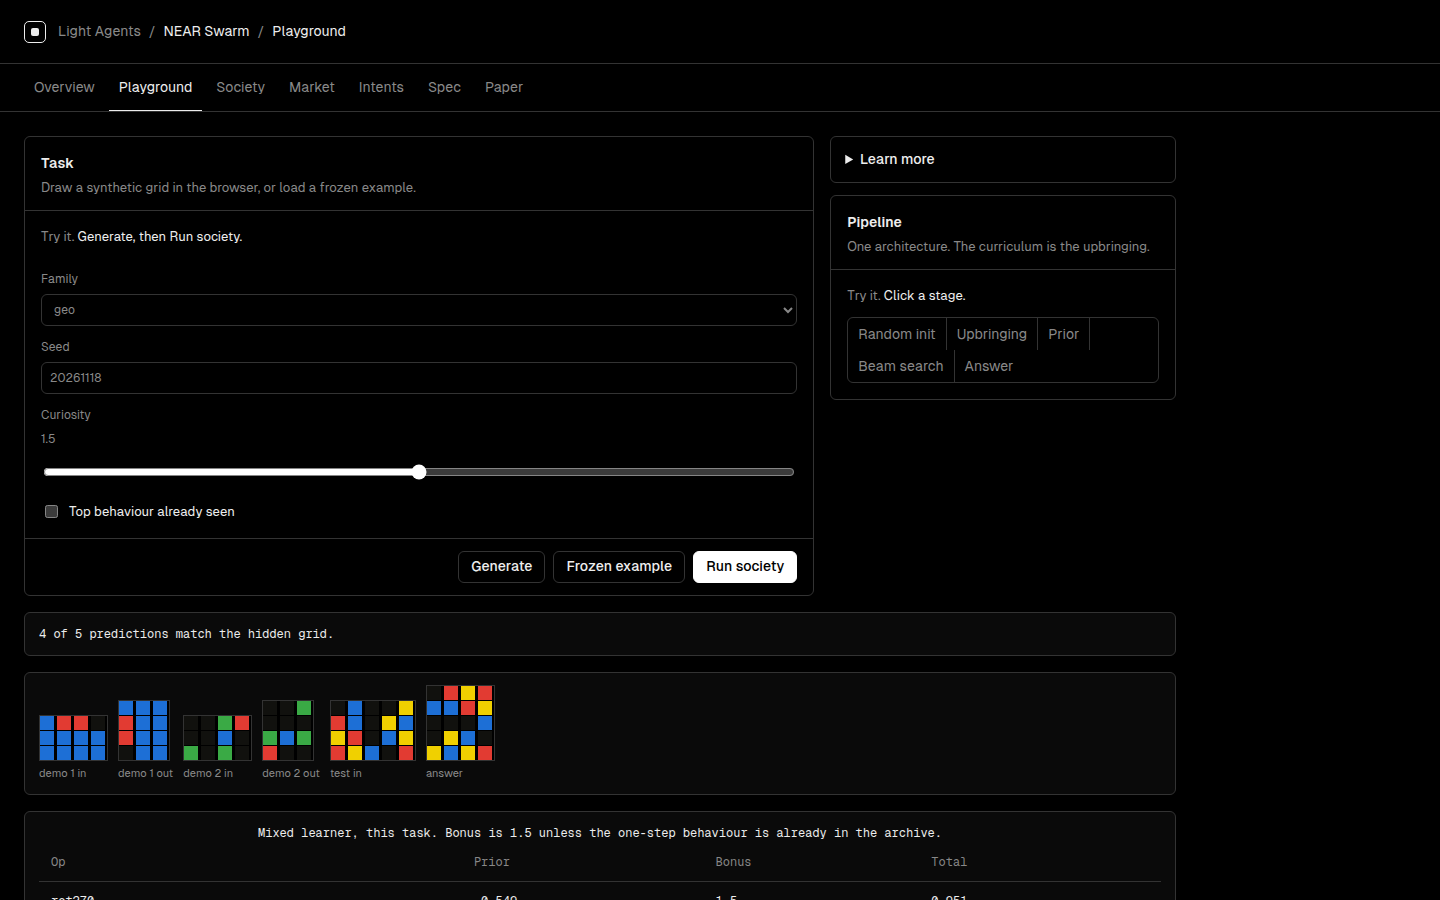 Light Agents / NEAR Swarm / Playground
Overview Playground Society Market Intents Spec Paper
Task
Draw a synthetic grid in the browser, or load a frozen example.
Try it. Generate, then Run society.
Family
geo
Seed
20261118
Curiosity
1.5
Top behaviour already seen
Generate Frozen example Run society
Learn more
Pipeline
One architecture. The curriculum is the upbringing.
Try it. Click a stage.
Random init Upbringing Prior
Beam search Answer
4 of 5 predictions match the hidden grid.
demo 1 in demo 1 out demo 2 in demo 2 out test in answer
Mixed learner, this task. Bonus is 1.5 unless the one-step behaviour is already in the archive.
Op Prior Bonus Total